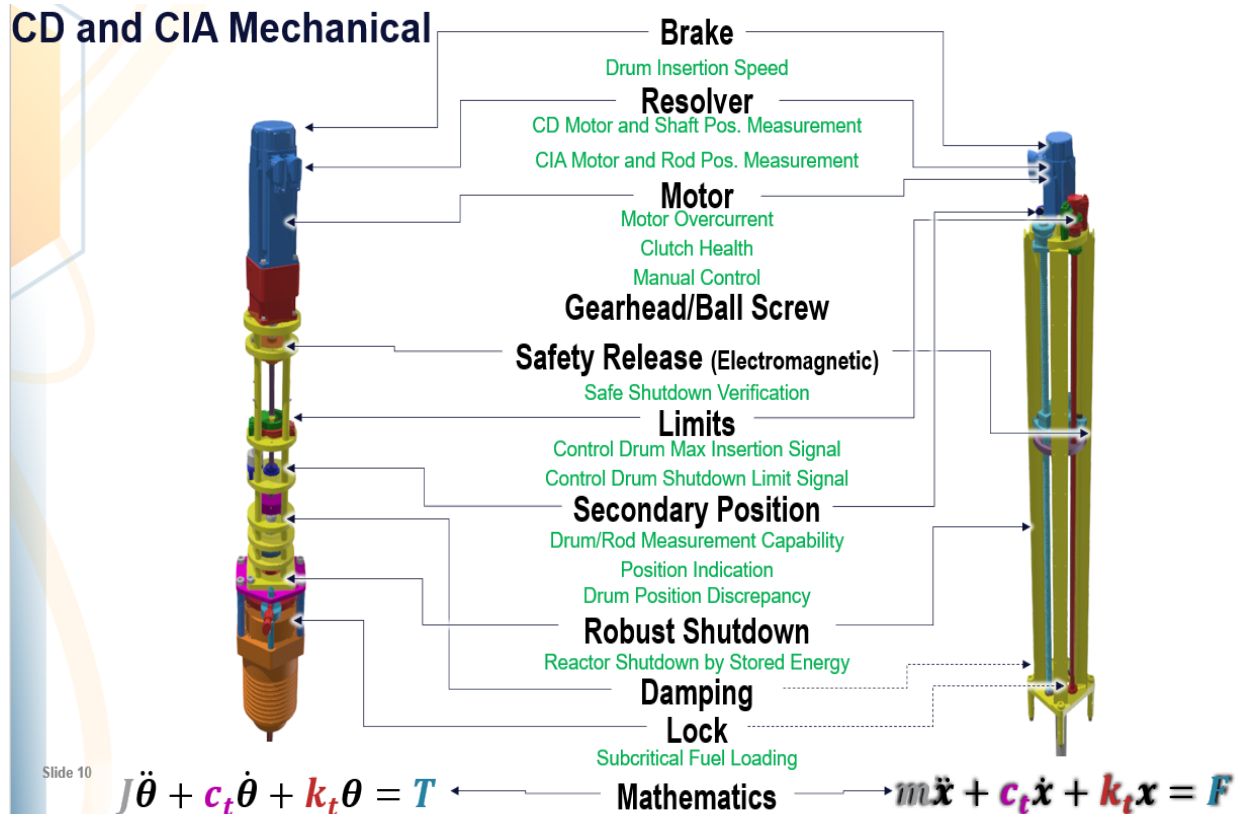 CD and CIA Mechanical
Brake
Drum Insertion Speed
Resolver
CD Motor and Shaft Pos. Measurement
CIA Motor and Rod Pos. Measurement
Motor
Motor Overcurrent
Clutch Health
Manual Control
Gearhead/Ball Screw
Safety Release (Electromagnetic)
Safe Shutdown Verification
Limits
Control Drum Max Insertion Signal
Control Drum Shutdown Limit Signal
Secondary Position
Drum/Rod Measurement Capability
Position Indication
Drum Position Discrepancy
Robust Shutdown
Reactor Shutdown by Stored Energy
Damping
Lock
Subcritical Fuel Loading
Slide 10
Jθ̈ + cₜθ̇ + kₜθ = T
Mathematics
mẍ + cₜẋ + kₜx = F